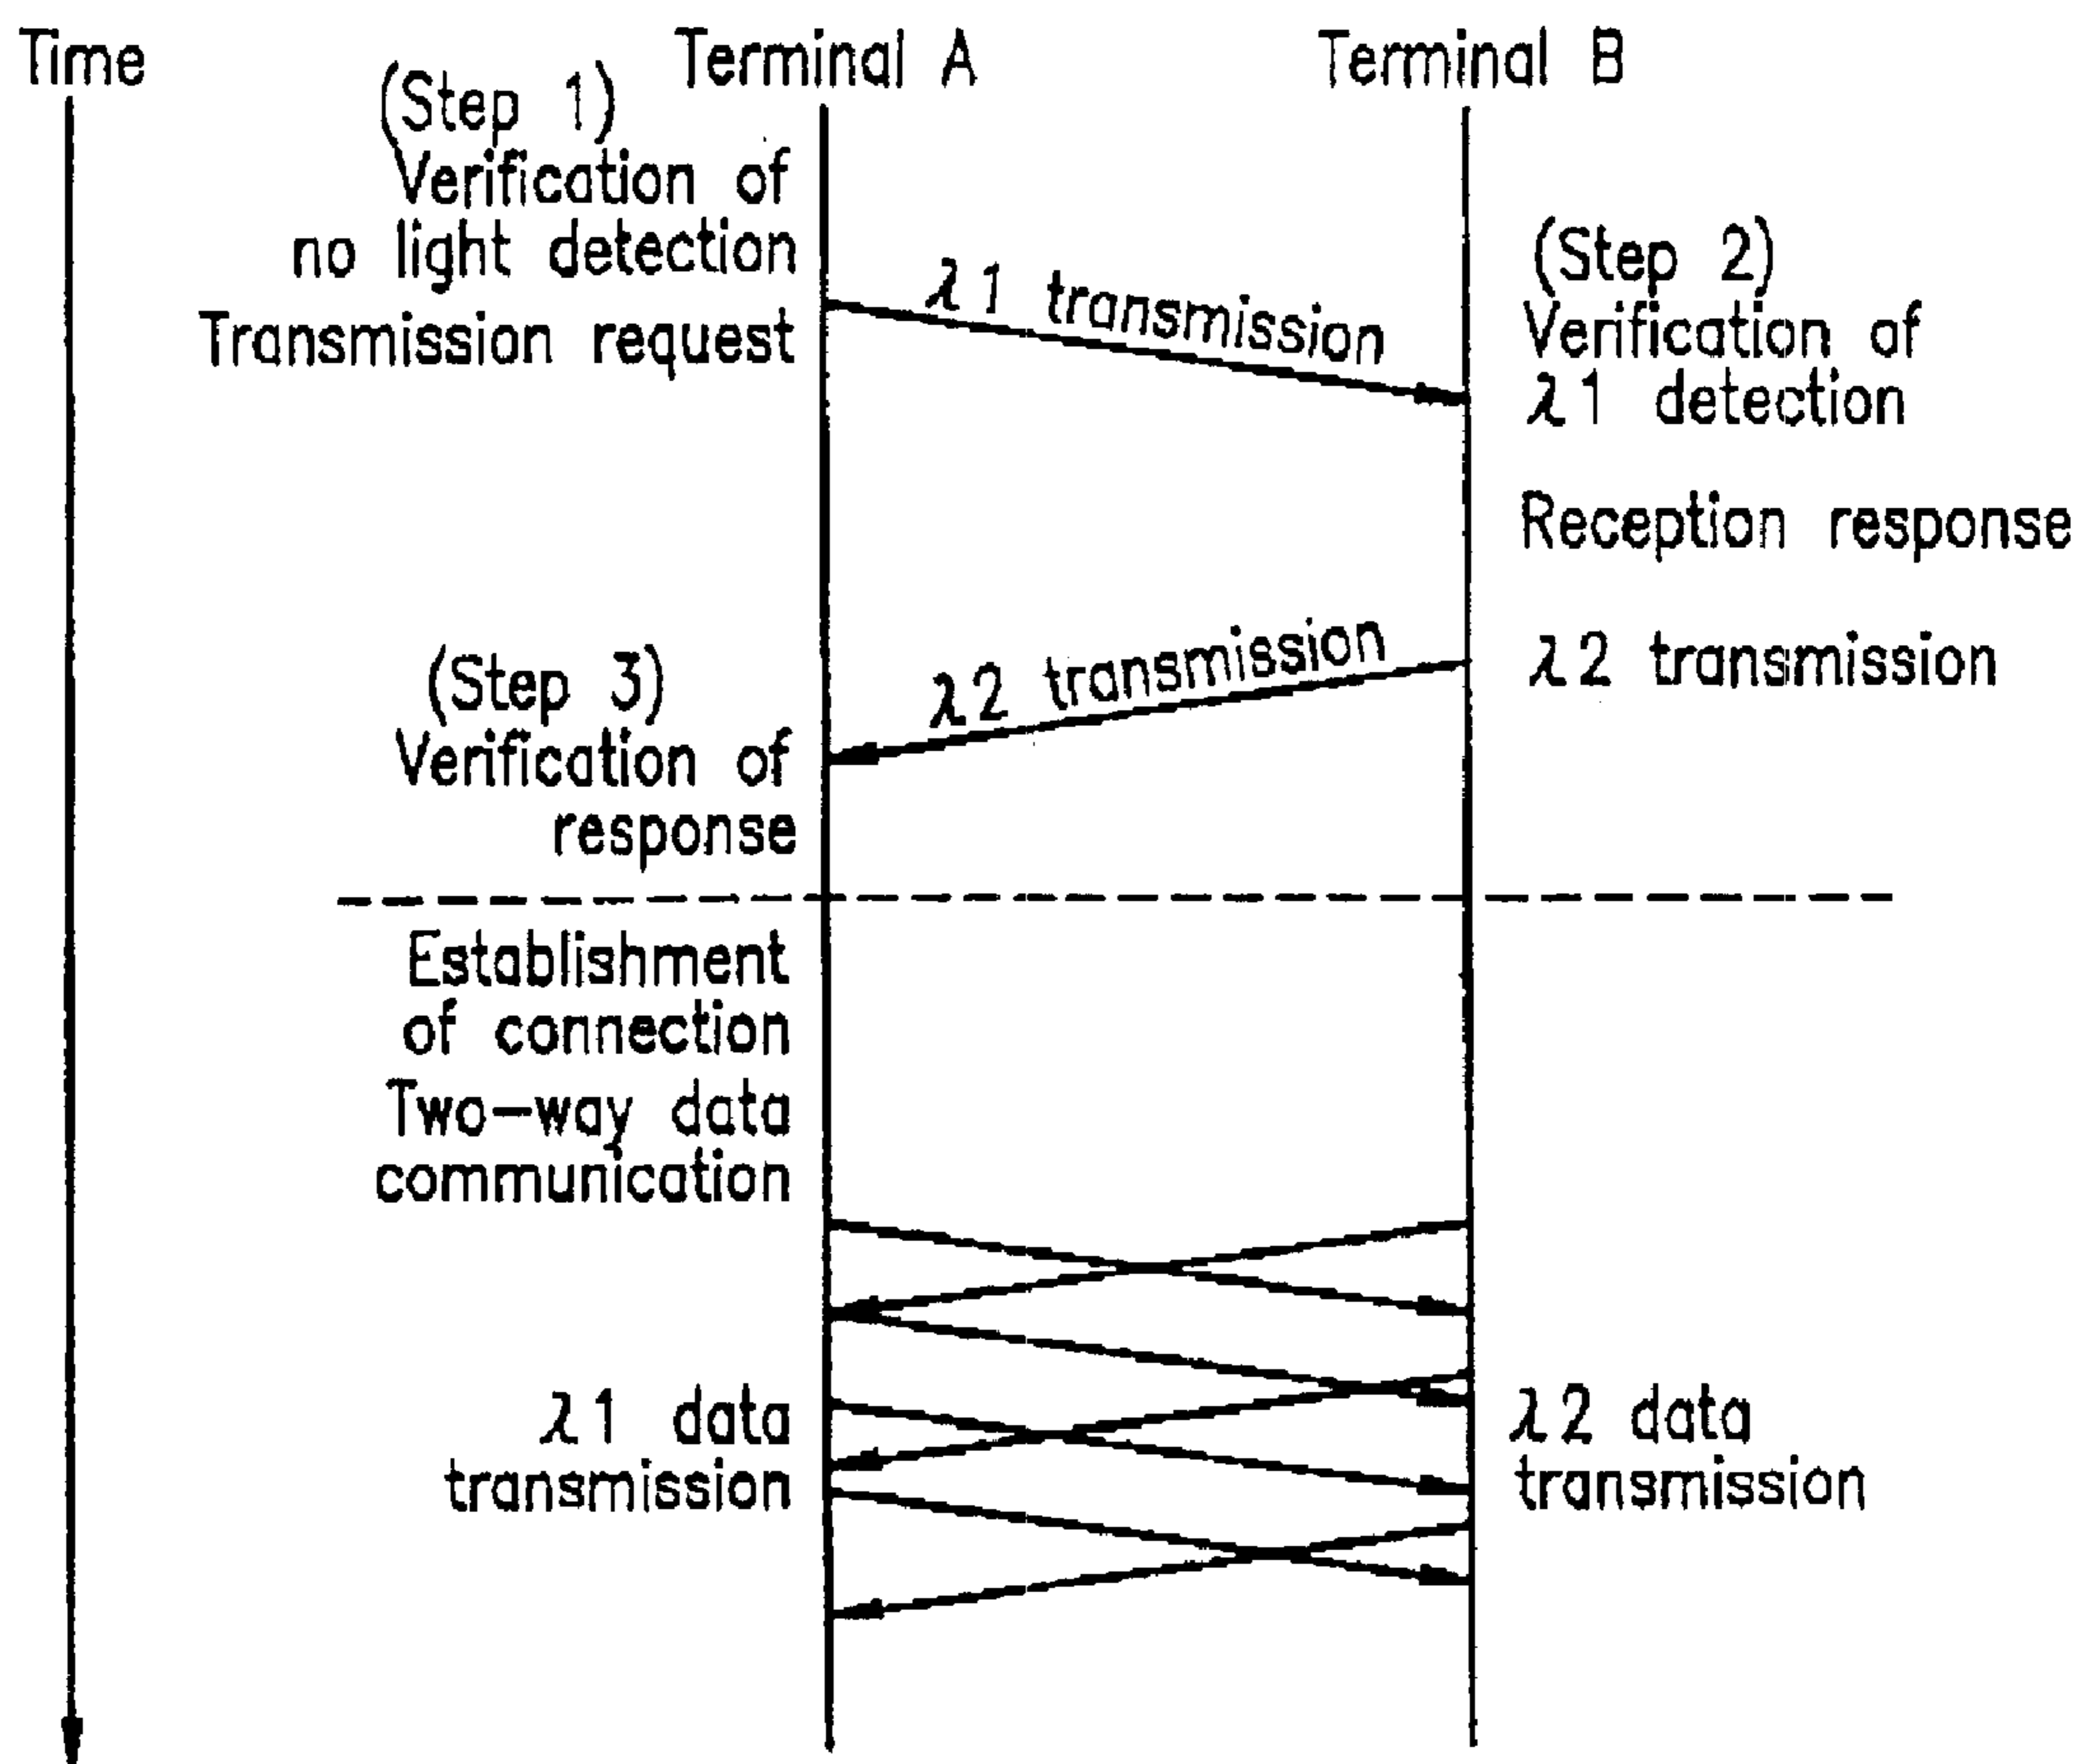 Time
Terminal A
Terminal B
(Step 1)
Verification of
no light detection
Transmission request
λ1 transmission
(Step 2)
Verification of
λ1 detection
Reception response
λ2 transmission
λ2 transmission
(Step 3)
Verification of
response
Establishment
of connection
Two-way data
communication
λ1 data
transmission
λ2 data
transmission